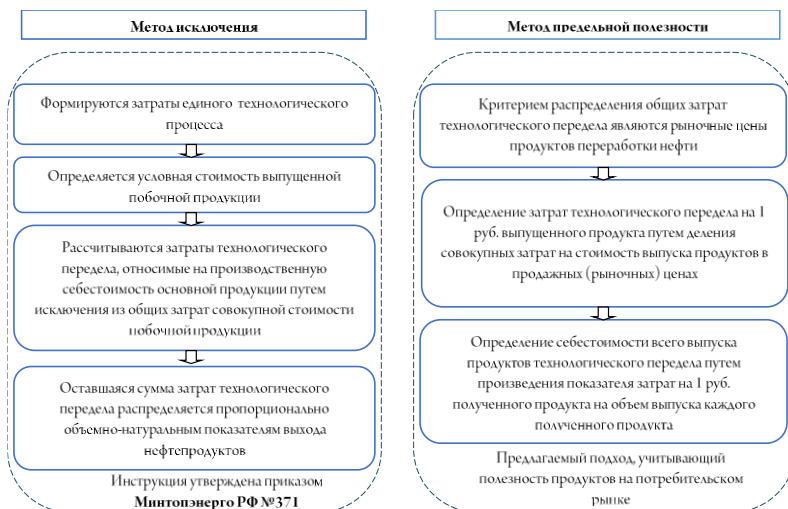 Метод исключения
Формируются затраты единого технологического
процесса
Определяется условная стоимость выпущенной
побочной продукции
Рассчитываются затраты технологического
передела, относимые на производственную
себестоимость основной продукции путем
исключения из общих затрат совокупной стоимости
побочной продукции
Оставшаяся сумма затрат технологического
передела распределяется пропорционально
объемно-натуральным показателям выхода
нефтепродуктов
Инструкция утверждена приказом
Минтопэнерго РФ №371
Метод предельной полезности
Критерием распределения общих затрат
технологического передела являются рыночные цены
продуктов переработки нефти
Определение затрат технологического передела на 1
руб. выпущенного продукта путем деления
совокупных затрат на стоимость выпуска продуктов в
продажных (рыночных) ценах
Определение себестоимости всего выпуска
продуктов технологического передела путем
произведения показателя затрат на 1 руб.
полученного продукта на объем выпуска каждого
полученного продукта
Предлагаемый подход, учитывающий
полезность продуктов на потребительском
рынке